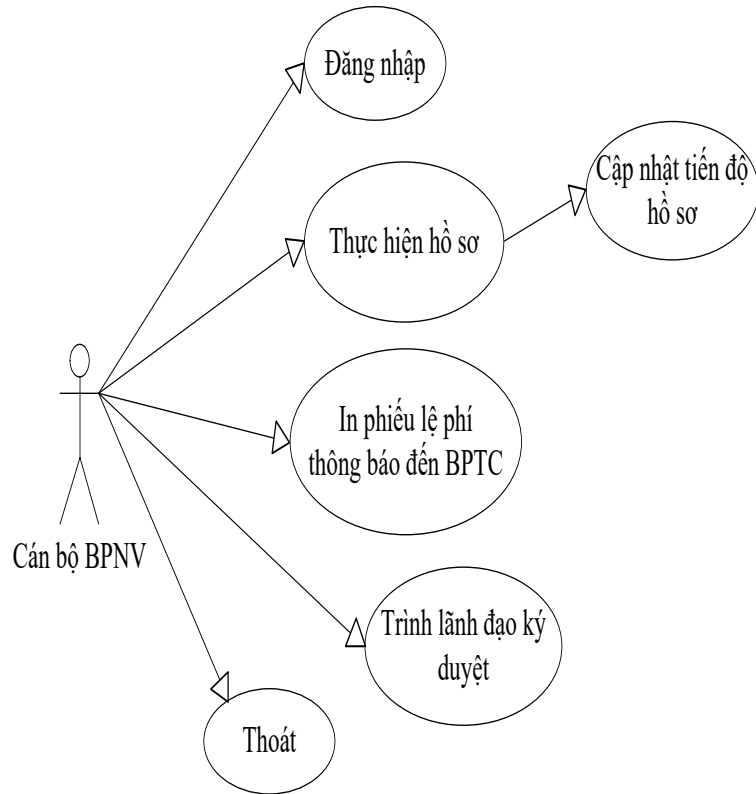 Đăng nhập
Cập nhật tiến độ
hồ sơ
Thực hiện hồ sơ
In phiếu lệ phí
thông báo đến BPTC
Cán bộ BPNV
Trình lãnh đạo ký
duyệt
Thoát